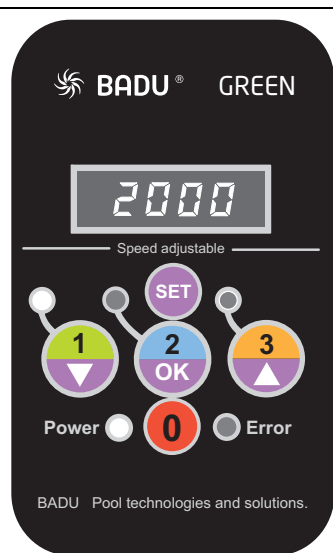 BADU® GREEN
2000
Speed adjustable
SET
1 2 3
OK
Power 0 Error
BADU Pool technologies and solutions.